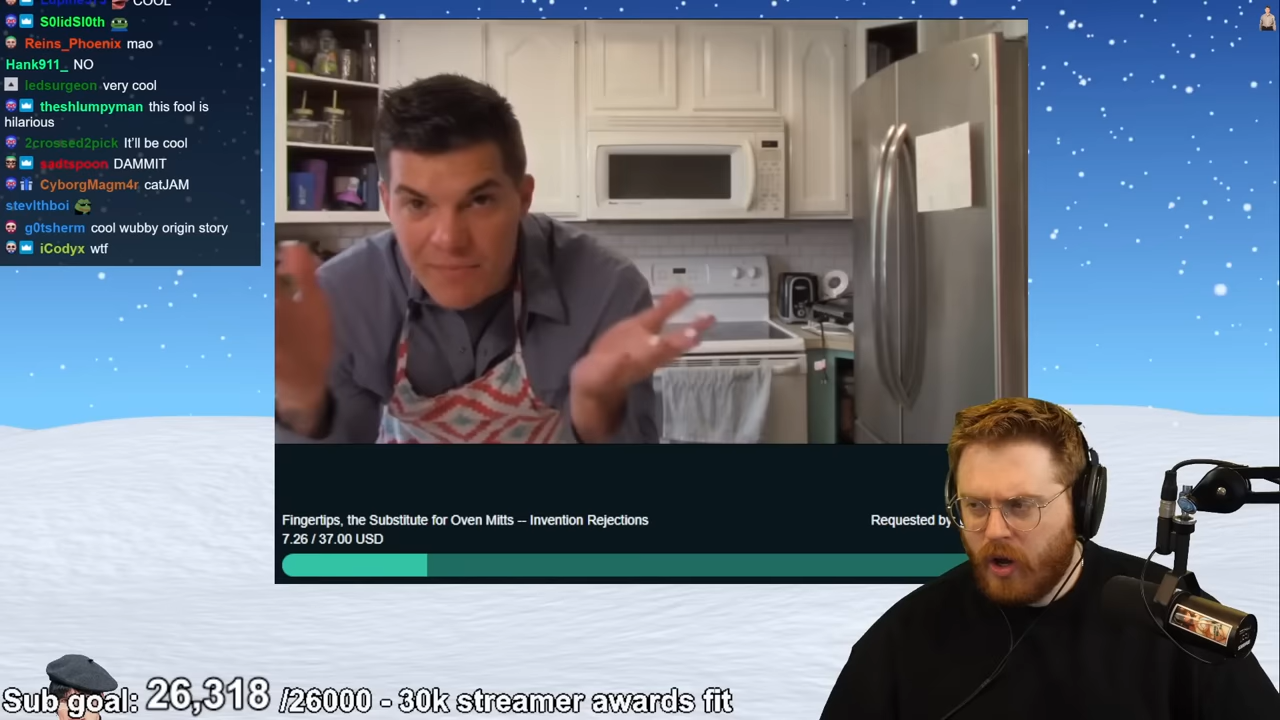 COOL
S0lidSl0th
Reins_Phoenix mao
Hank911_ NO
ledsurgeon very cool
theshlumpyman this fool is
hilarious
2crossed2pick It'll be cool
sadtspoon DAMMIT
CyborgMagm4r catJAM
stevlthboi
g0tsherm cool wubby origin story
iCodyx wtf
Fingertips, the Substitute for Oven Mitts -- Invention Rejections
Requested by
7.26 / 37.00 USD
Sub goal: 26,318 /26000 - 30k streamer awards fit